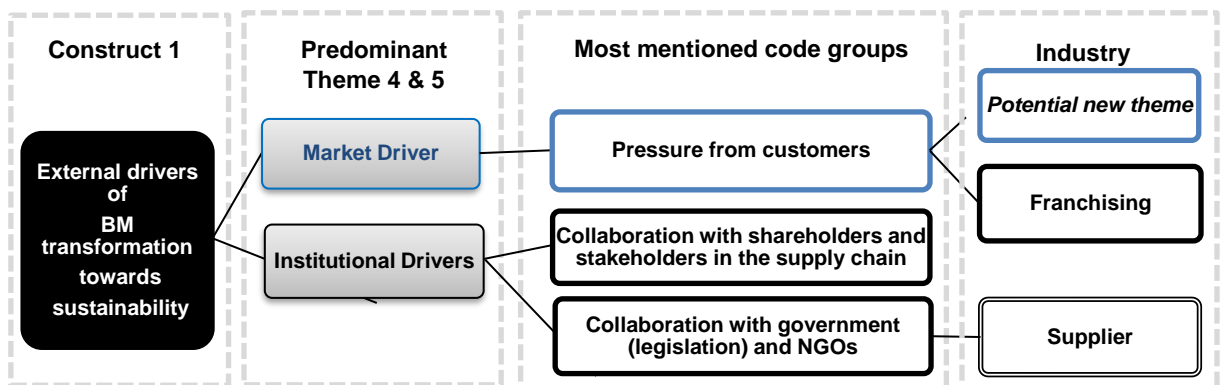 Construct 1
External drivers
of
BM
transformation
towards
sustainability
Predominant
Theme 4 & 5
Market Driver
Institutional Drivers
Most mentioned code groups
Pressure from customers
Collaboration with shareholders and
stakeholders in the supply chain
Collaboration with government
(legislation) and NGOs
Industry
Potential new theme
Franchising
Supplier